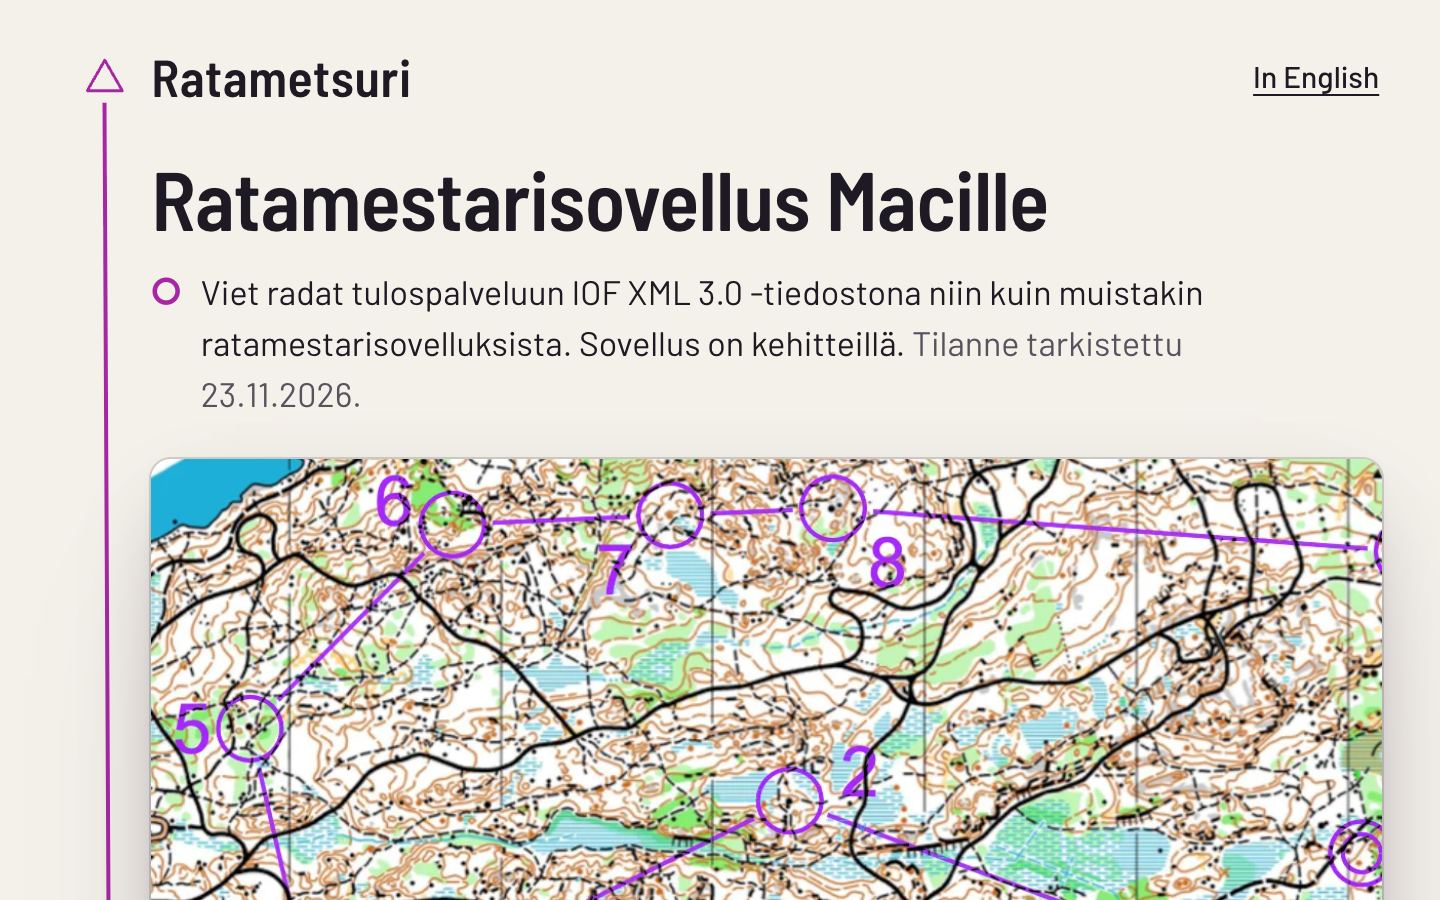 Ratametsuri
In English
Ratamestarisovellus Macille
Viet radat tulospalveluun IOF XML 3.0 -tiedostona niin kuin muistakin
ratamestarisovelluksista. Sovellus on kehitteillä. Tilanne tarkistettu
23.11.2026.
6
7
8
5
2